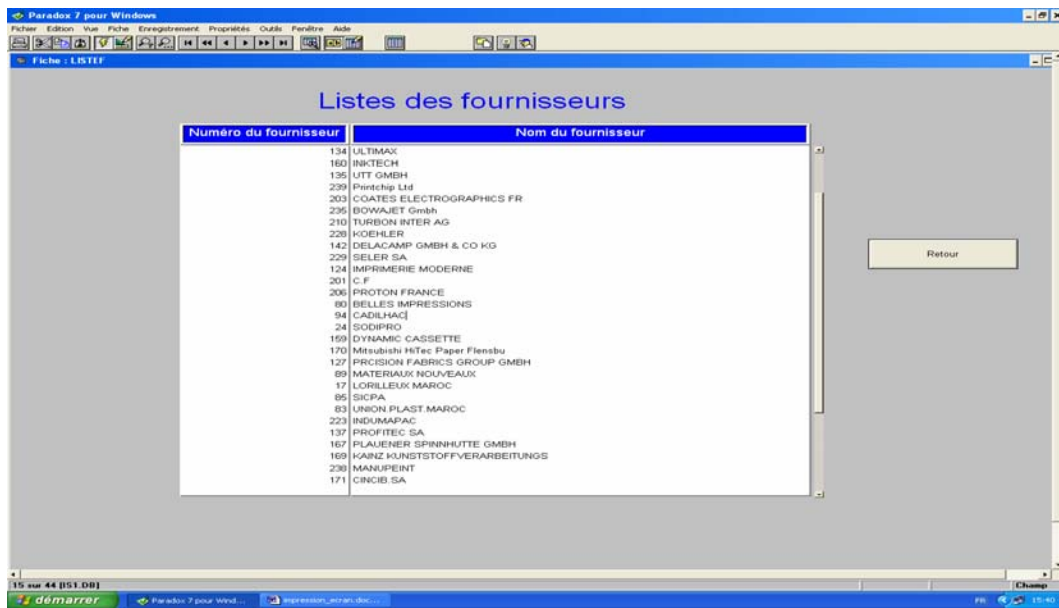 Paradox 7 pour Windows
Fichier Edition Vue Fiche Enregistrement Propriétés Outils Fenêtre Aide
Fiche : LISTEF
Listes des fournisseurs
Numéro du fournisseur Nom du fournisseur
134 ULTIMAX
160 INKTECH
135 UTT GMBH
239 Printchip Ltd
203 COATES ELECTROGRAPHICS FR
235 BOWAJET Gmbh
210 TURBON INTER AG
228 KOEHLER
142 DELACAMP GMBH & CO KG
229 SELER SA
Retour
124 IMPRIMERIE MODERNE
201 C.F
206 PROTON FRANCE
80 BELLES IMPRESSIONS
94 CADILHAC
24 SODIPRO
159 DYNAMIC CASSETTE
170 Mitsubishi HiTec Paper Flensbu
127 PRCISION FABRICS GROUP GMBH
89 MATERIAUX NOUVEAUX
17 LORILLEUX MAROC
85 SICPA
83 UNION.PLAST.MAROC
223 INDUMAPAC
137 PROFITEC SA
167 PLAUENER SPINNHUTTE GMBH
169 KAINZ KUNSTSTOFFVERARBEITUNGS
238 MANUPEINT
171 CINCIB.SA
15 sur 44 [IS1.DB] Champ
démarrer Paradox 7 pour Wind... impression_ecran.doc... FR 15:40